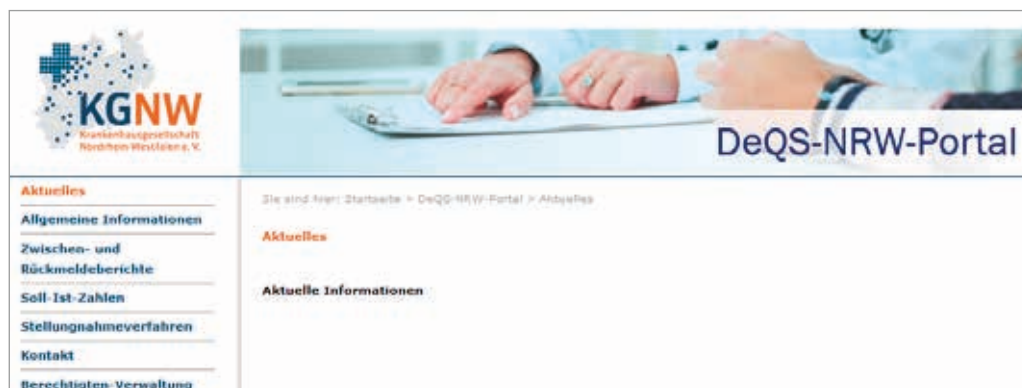 KGNW
Krankenhausgesellschaft
Nordrhein-Westfalen e. V.
DeQS-NRW-Portal
Aktuelles
Allgemeine Informationen
Zwischen- und
Rückmeldeberichte
Soll-Ist-Zahlen
Stellungnahmeverfahren
Kontakt
Berechtigten-Verwaltung
Sie sind hier: Startseite > DeQS-NRW-Portal > Aktuelles
Aktuelles
Aktuelle Informationen